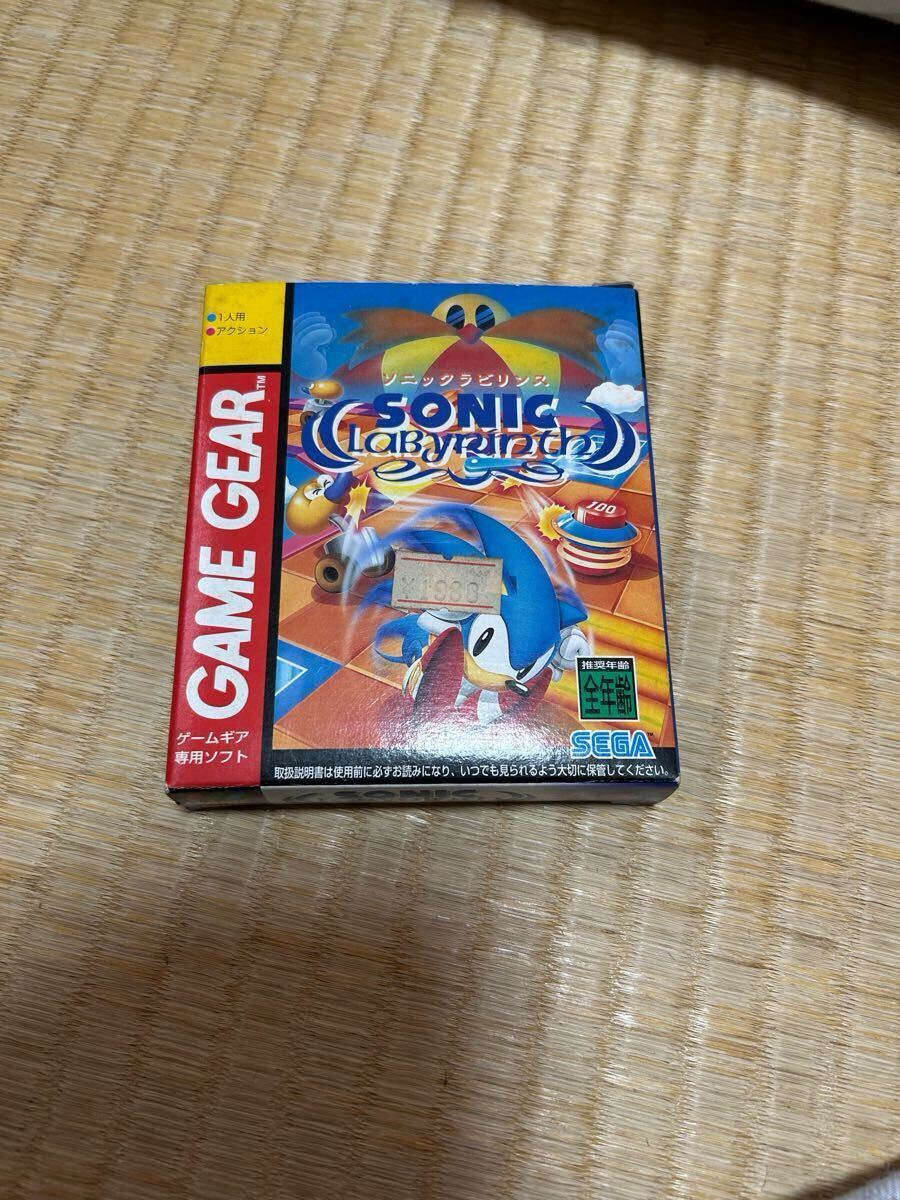 ●1人用
●アクション
GAME GEAR™
ゲームギア
専用ソフト
ソニックラビリンス
SONIC
LABYRINTH
100
¥1980
推奨年齢
全年齢
SEGA™
取扱説明書は使用前に必ずお読みになり、いつでも見られるよう大切に保管してください。
SONIC